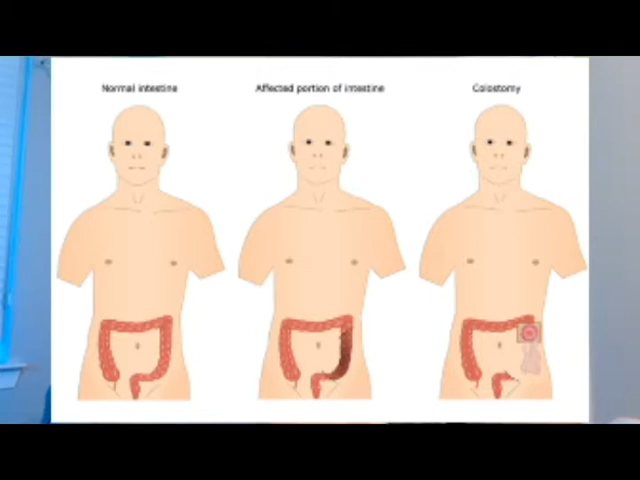 Normal intestine
Affected portion of intestine
Colostomy